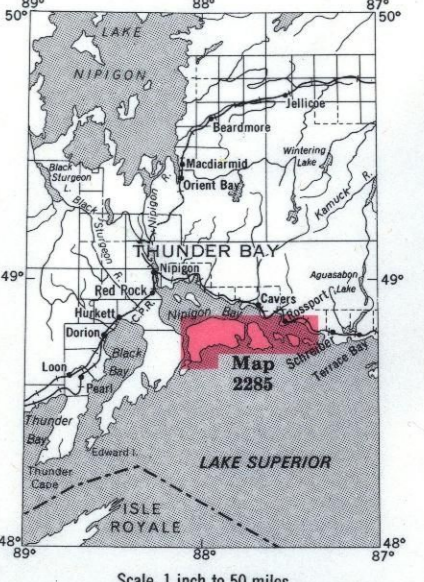 89°
88°
87°
50°
50°
LAKE
NIPIGON
Jellicoe
Beardmore
Wintering
Lake
Macdiarmid
Orient Bay
Black
Sturgeon
L.
Black Sturgeon R.
Nipigon R.
Kamuck R.
THUNDER BAY
49°
49°
Nipigon
Aguasabon
Lake
Red Rock
Cavers
Rossport
Nipigon Bay
C.P.R.
Hurkett
Dorion
Schreiber
Terrace Bay
Black
Bay
Map
2285
Loon
Pearl
Thunder
Bay
Edward I.
LAKE SUPERIOR
Thunder
Cape
ISLE
ROYALE
48°
48°
89°
88°
87°
Scale, 1 inch to 50 miles